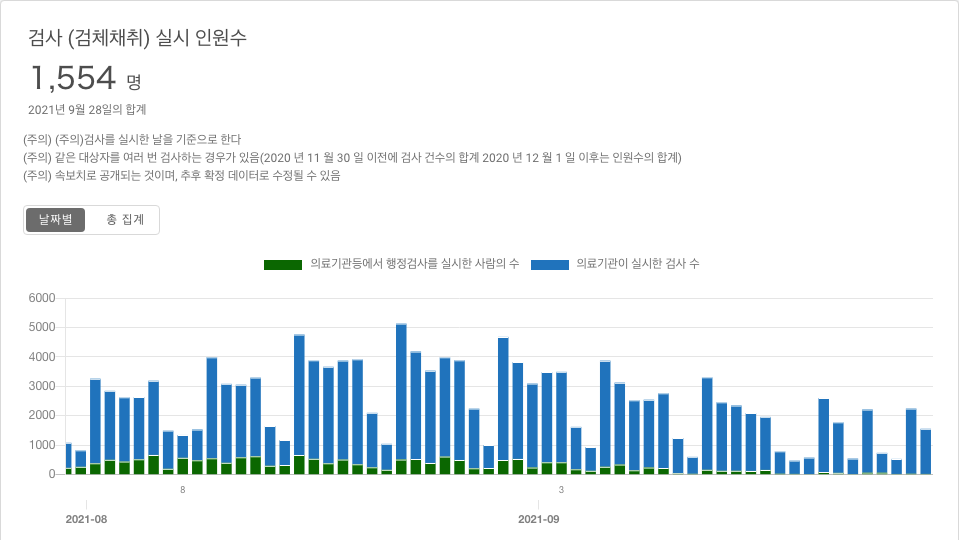 검사 (검체채취) 실시 인원수
1,554 명
2021년 9월 28일의 합계
(주의) (주의)검사를 실시한 날을 기준으로 한다
(주의) 같은 대상자를 여러 번 검사하는 경우가 있음(2020 년 11 월 30 일 이전에 검사 건수의 합계 2020 년 12 월 1 일 이후는 인원수의 합계)
(주의) 속보치로 공개되는 것이며, 추후 확정 데이터로 수정될 수 있음
날짜별 총 집계
의료기관등에서 행정검사를 실시한 사람의 수 의료기관이 실시한 검사 수
6000
5000
4000
3000
2000
1000
0
8 3
2021-08 2021-09